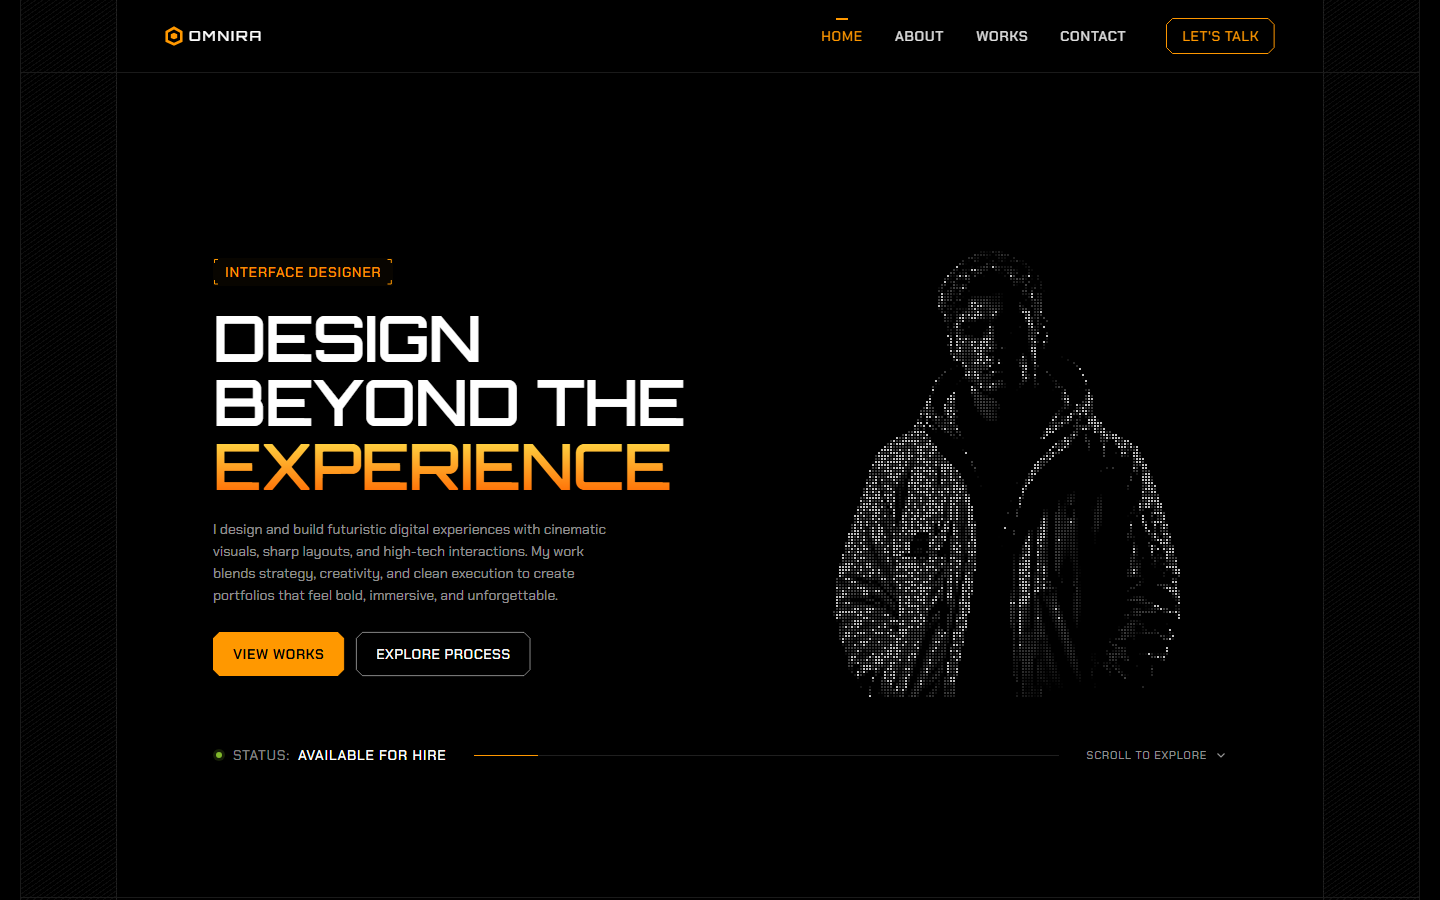 OMNIRA
HOME
ABOUT
WORKS
CONTACT
LET'S TALK
INTERFACE DESIGNER
DESIGN
BEYOND THE
EXPERIENCE
I design and build futuristic digital experiences with cinematic
visuals, sharp layouts, and high-tech interactions. My work
blends strategy, creativity, and clean execution to create
portfolios that feel bold, immersive, and unforgettable.
VIEW WORKS
EXPLORE PROCESS
STATUS: AVAILABLE FOR HIRE
SCROLL TO EXPLORE